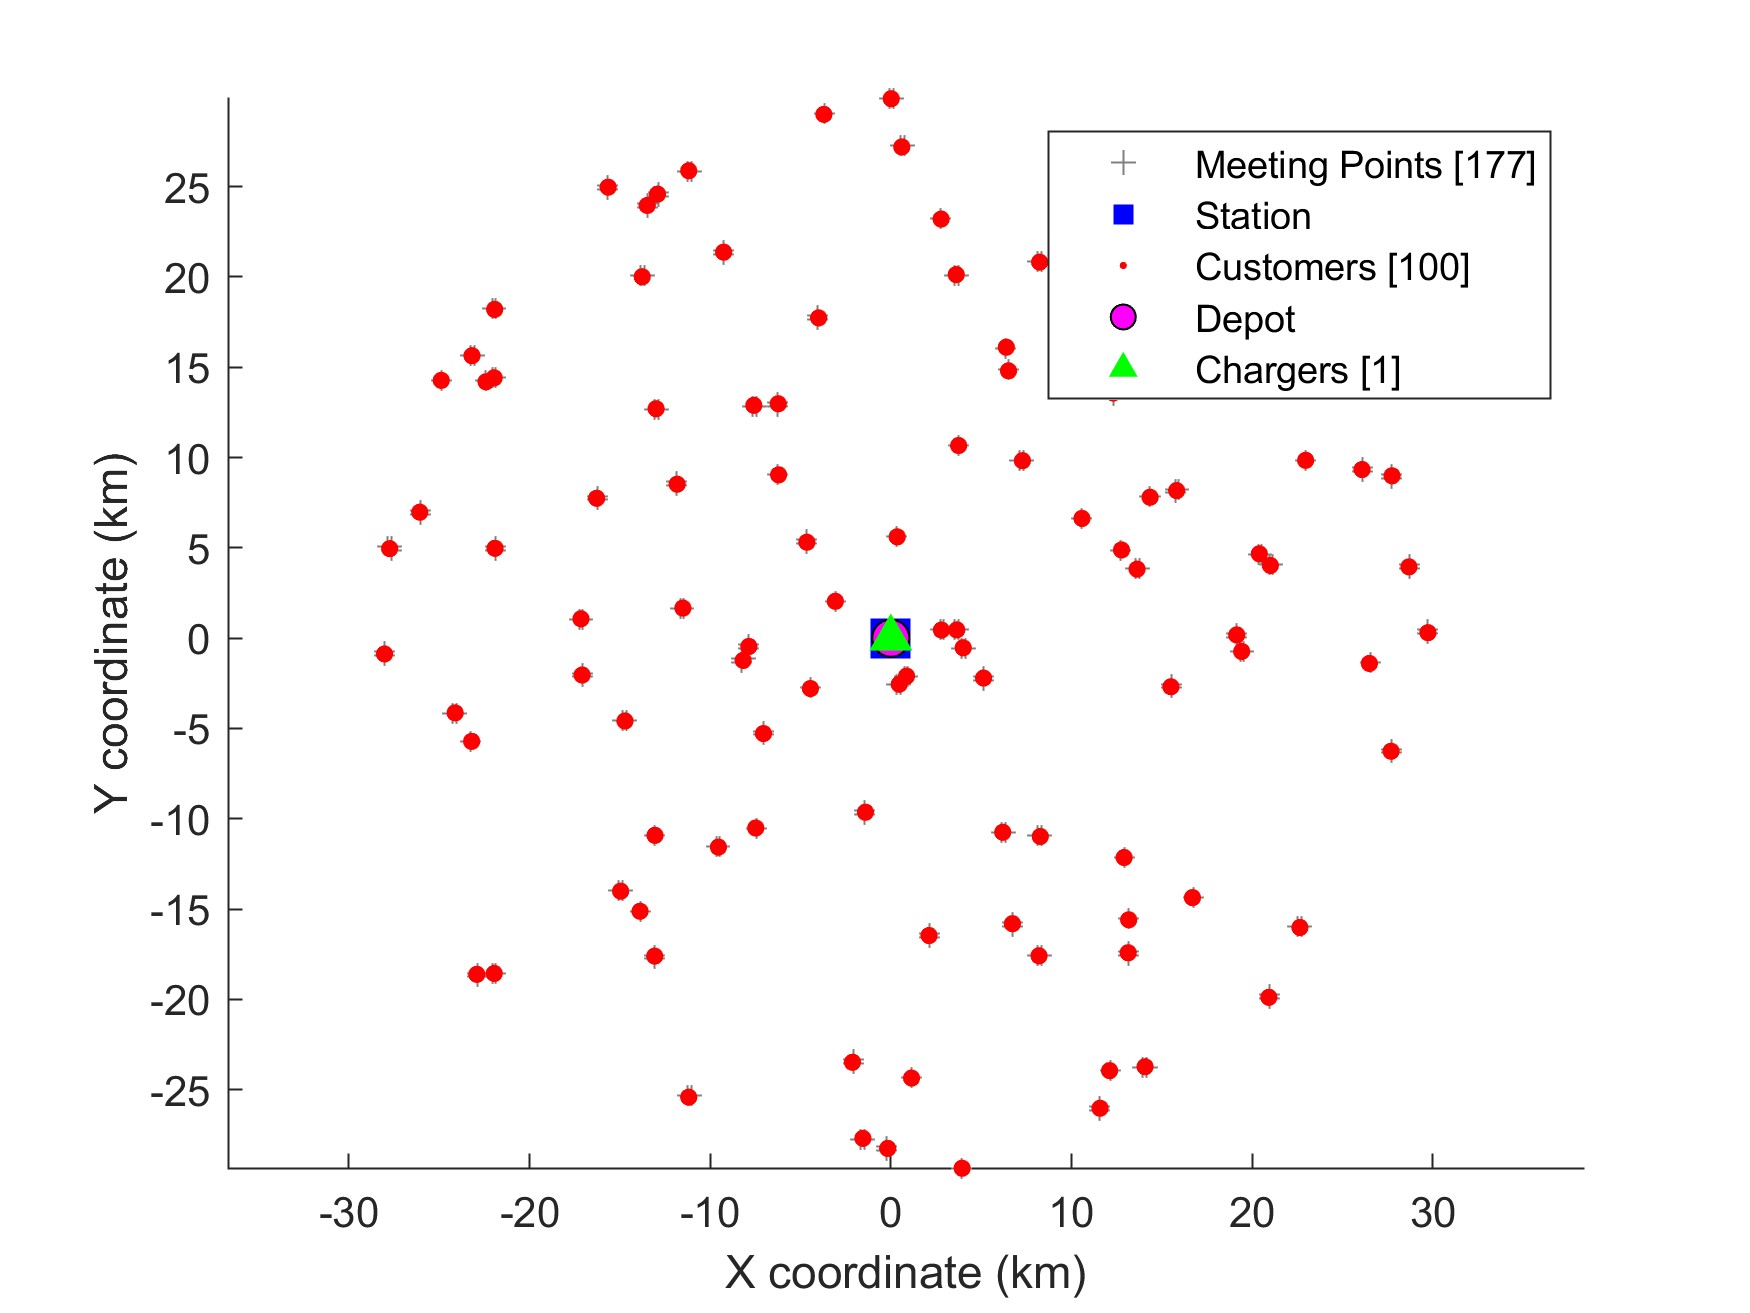 Meeting Points [177]
Station
Customers [100]
Depot
Chargers [1]
25
20
15
10
5
0
-5
-10
-15
-20
-25
Y coordinate (km)
-30 -20 -10 0 10 20 30
X coordinate (km)